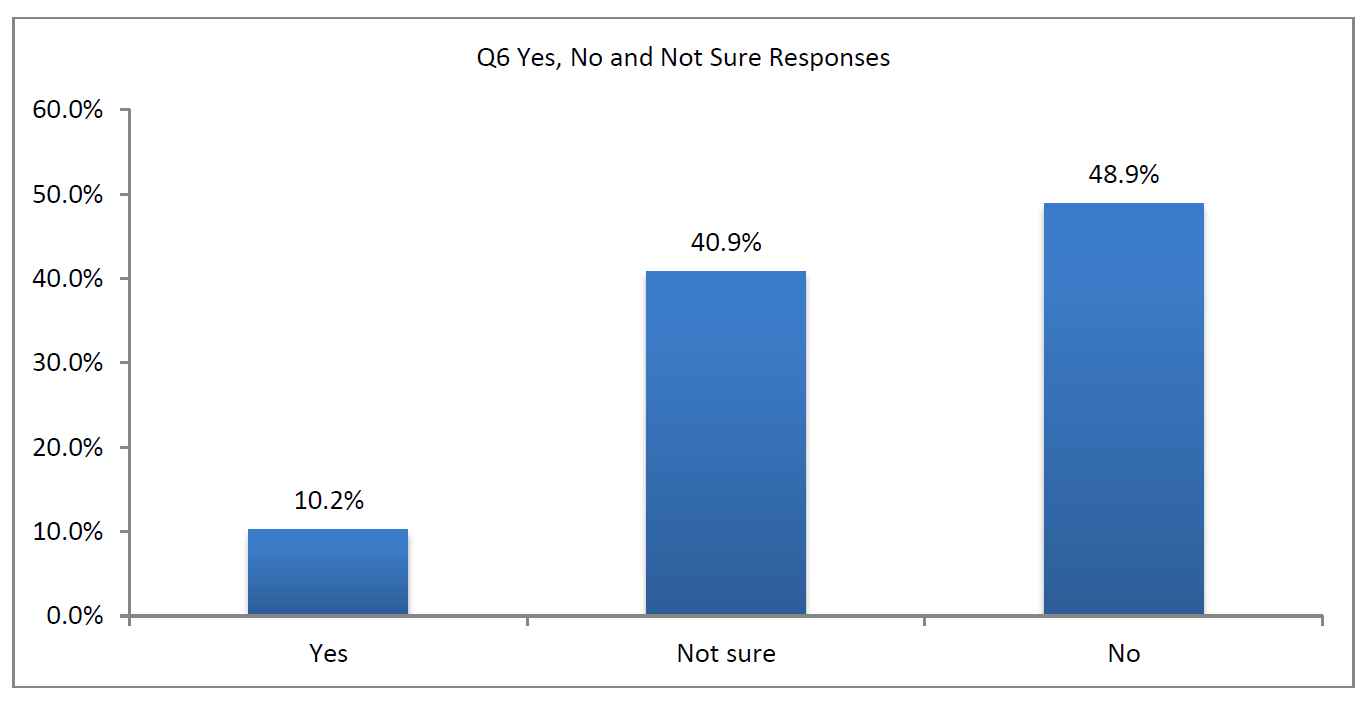 Q6 Yes, No and Not Sure Responses
60.0%
50.0%
40.0%
30.0%
20.0%
10.0%
0.0%
10.2%
40.9%
48.9%
Yes
Not sure
No